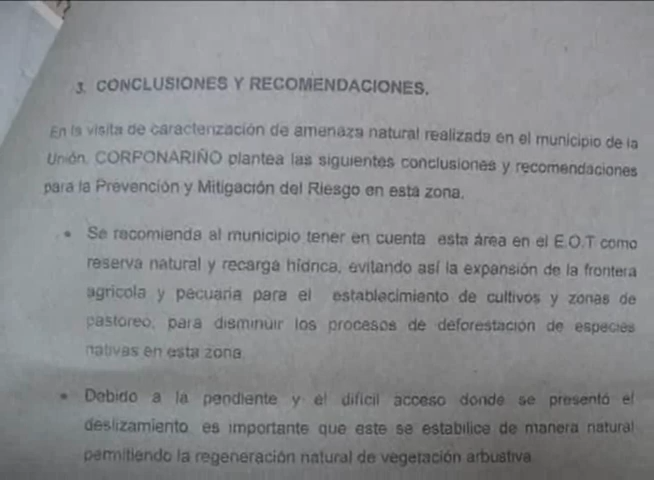 3. CONCLUSIONES Y RECOMENDACIONES.
En la visita de caracterización de amenaza natural realizada en el municipio de la
Unión, CORPONARIÑO plantea las siguientes conclusiones y recomendaciones
para la Prevención y Mitigación del Riesgo en esta zona.
• Se recomienda al municipio tener en cuenta esta área en el E.O.T como
reserva natural y recarga hídrica, evitando así la expansión de la frontera
agrícola y pecuaria para el establecimiento de cultivos y zonas de
pastoreo, para disminuir los procesos de deforestación de especies
nativas en esta zona.
• Debido a la pendiente y el difícil acceso donde se presentó el
deslizamiento, es importante que este se estabilice de manera natural
permitiendo la regeneración natural de vegetación arbustiva.